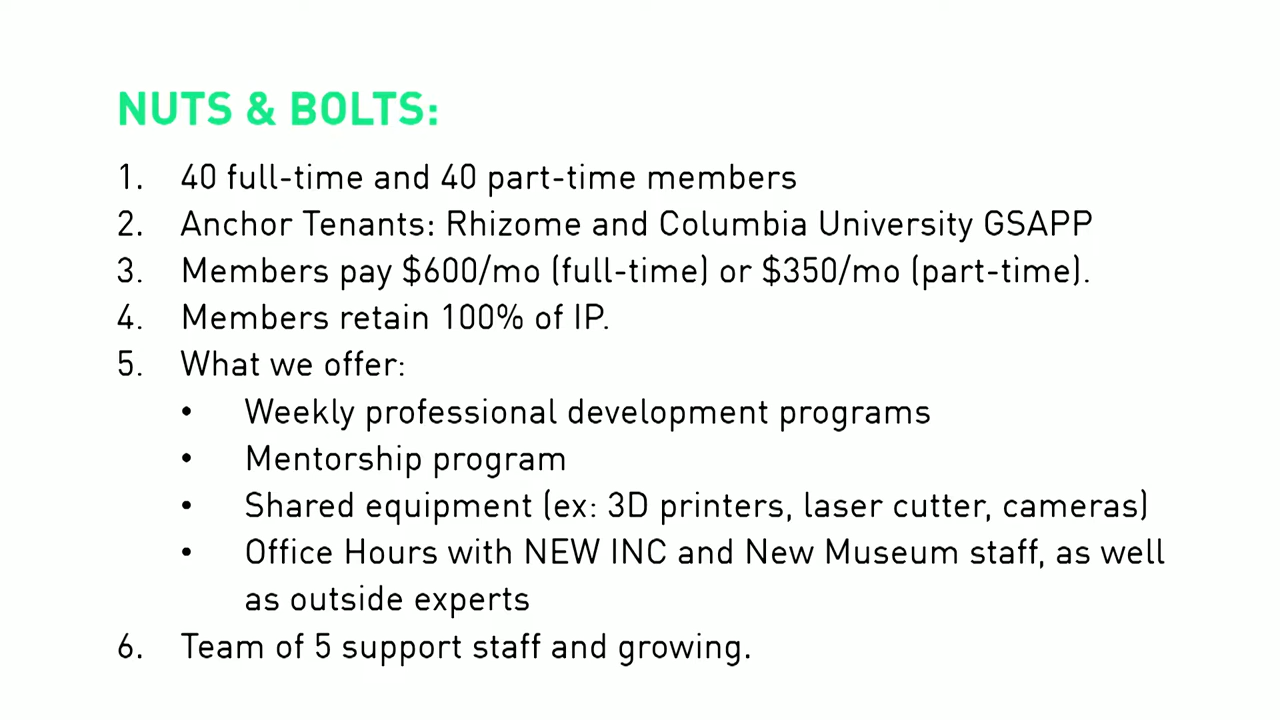 NUTS & BOLTS:
1. 40 full-time and 40 part-time members
2. Anchor Tenants: Rhizome and Columbia University GSAPP
3. Members pay $600/mo (full-time) or $350/mo (part-time).
4. Members retain 100% of IP.
5. What we offer:
• Weekly professional development programs
• Mentorship program
• Shared equipment (ex: 3D printers, laser cutter, cameras)
• Office Hours with NEW INC and New Museum staff, as well
as outside experts
6. Team of 5 support staff and growing.